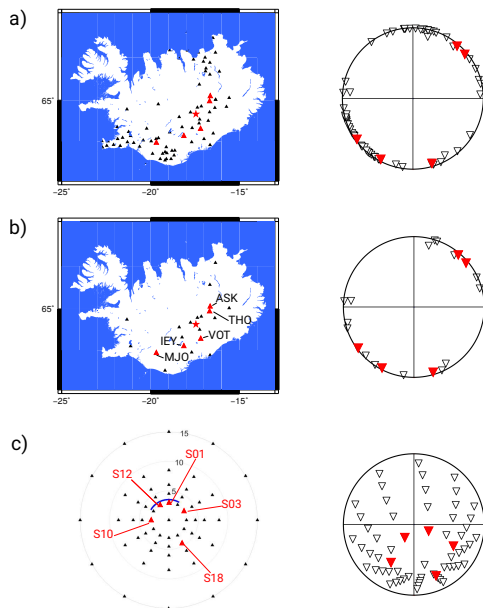 a)
65˚
−25˚ −20˚ −15˚
b)
65˚
ASK
THO
IEY VOT
MJO
−25˚ −20˚ −15˚
c)
15
10
5
S12 S01
S03
S10
S18